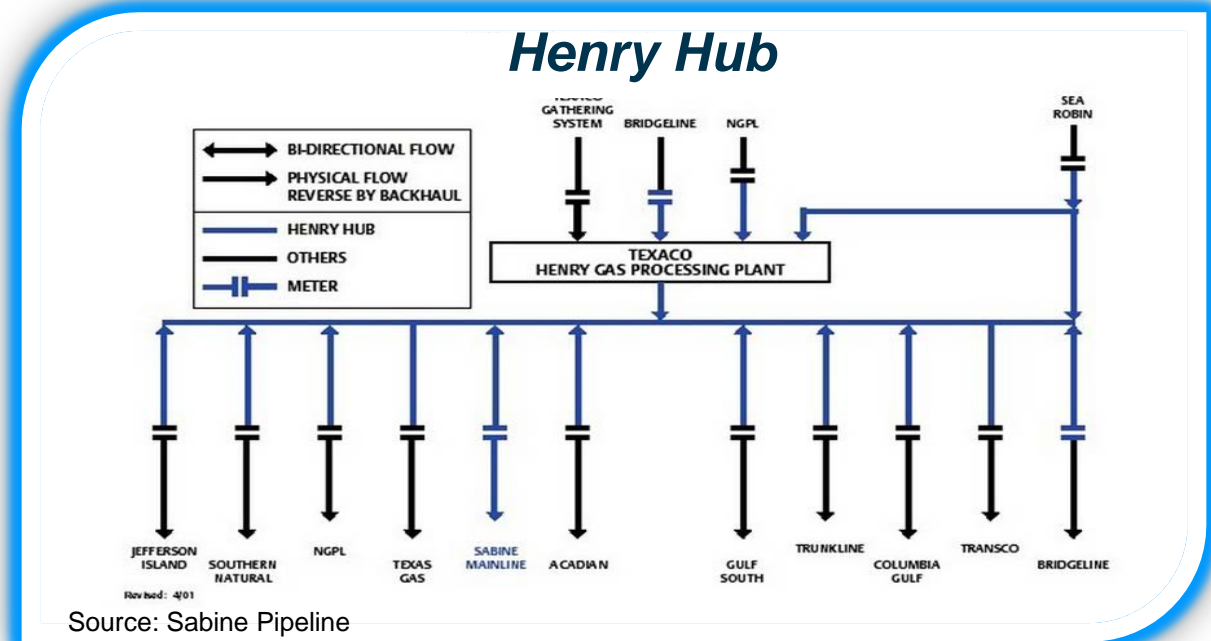 Henry Hub
GATHERING
SYSTEM
BRIDGELINE
NGPL
SEA
ROBIN
BI-DIRECTIONAL FLOW
PHYSICAL FLOW
REVERSE BY BACKHAUL
HENRY HUB
OTHERS
METER
TEXACO
HENRY GAS PROCESSING PLANT
JEFFERSON
ISLAND
SOUTHERN
NATURAL
NGPL
TEXAS
GAS
SABINE
MAINLINE
ACADIAN
GULF
SOUTH
TRUNKLINE
COLUMBIA
GULF
TRANSCO
BRIDGELINE
Revised: 4/01
Source: Sabine Pipeline